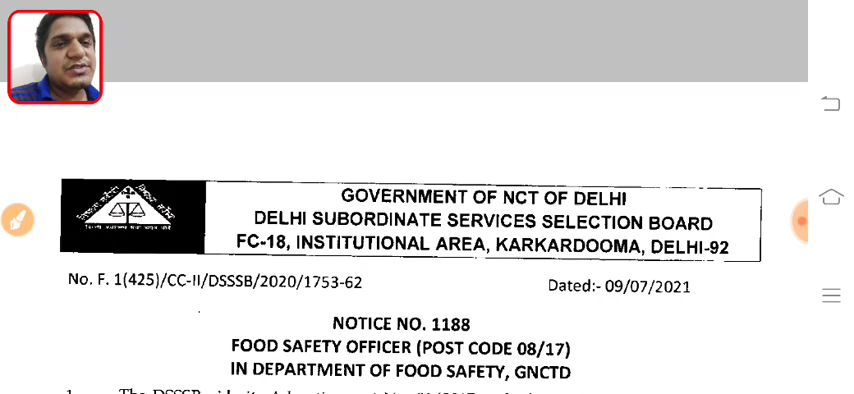 GOVERNMENT OF NCT OF DELHI
DELHI SUBORDINATE SERVICES SELECTION BOARD
FC-18, INSTITUTIONAL AREA, KARKARDOOMA, DELHI-92
No. F. 1(425)/CC-II/DSSSB/2020/1753-62
Dated:- 09/07/2021
NOTICE NO. 1188
FOOD SAFETY OFFICER (POST CODE 08/17)
IN DEPARTMENT OF FOOD SAFETY, GNCTD
The DSSSB